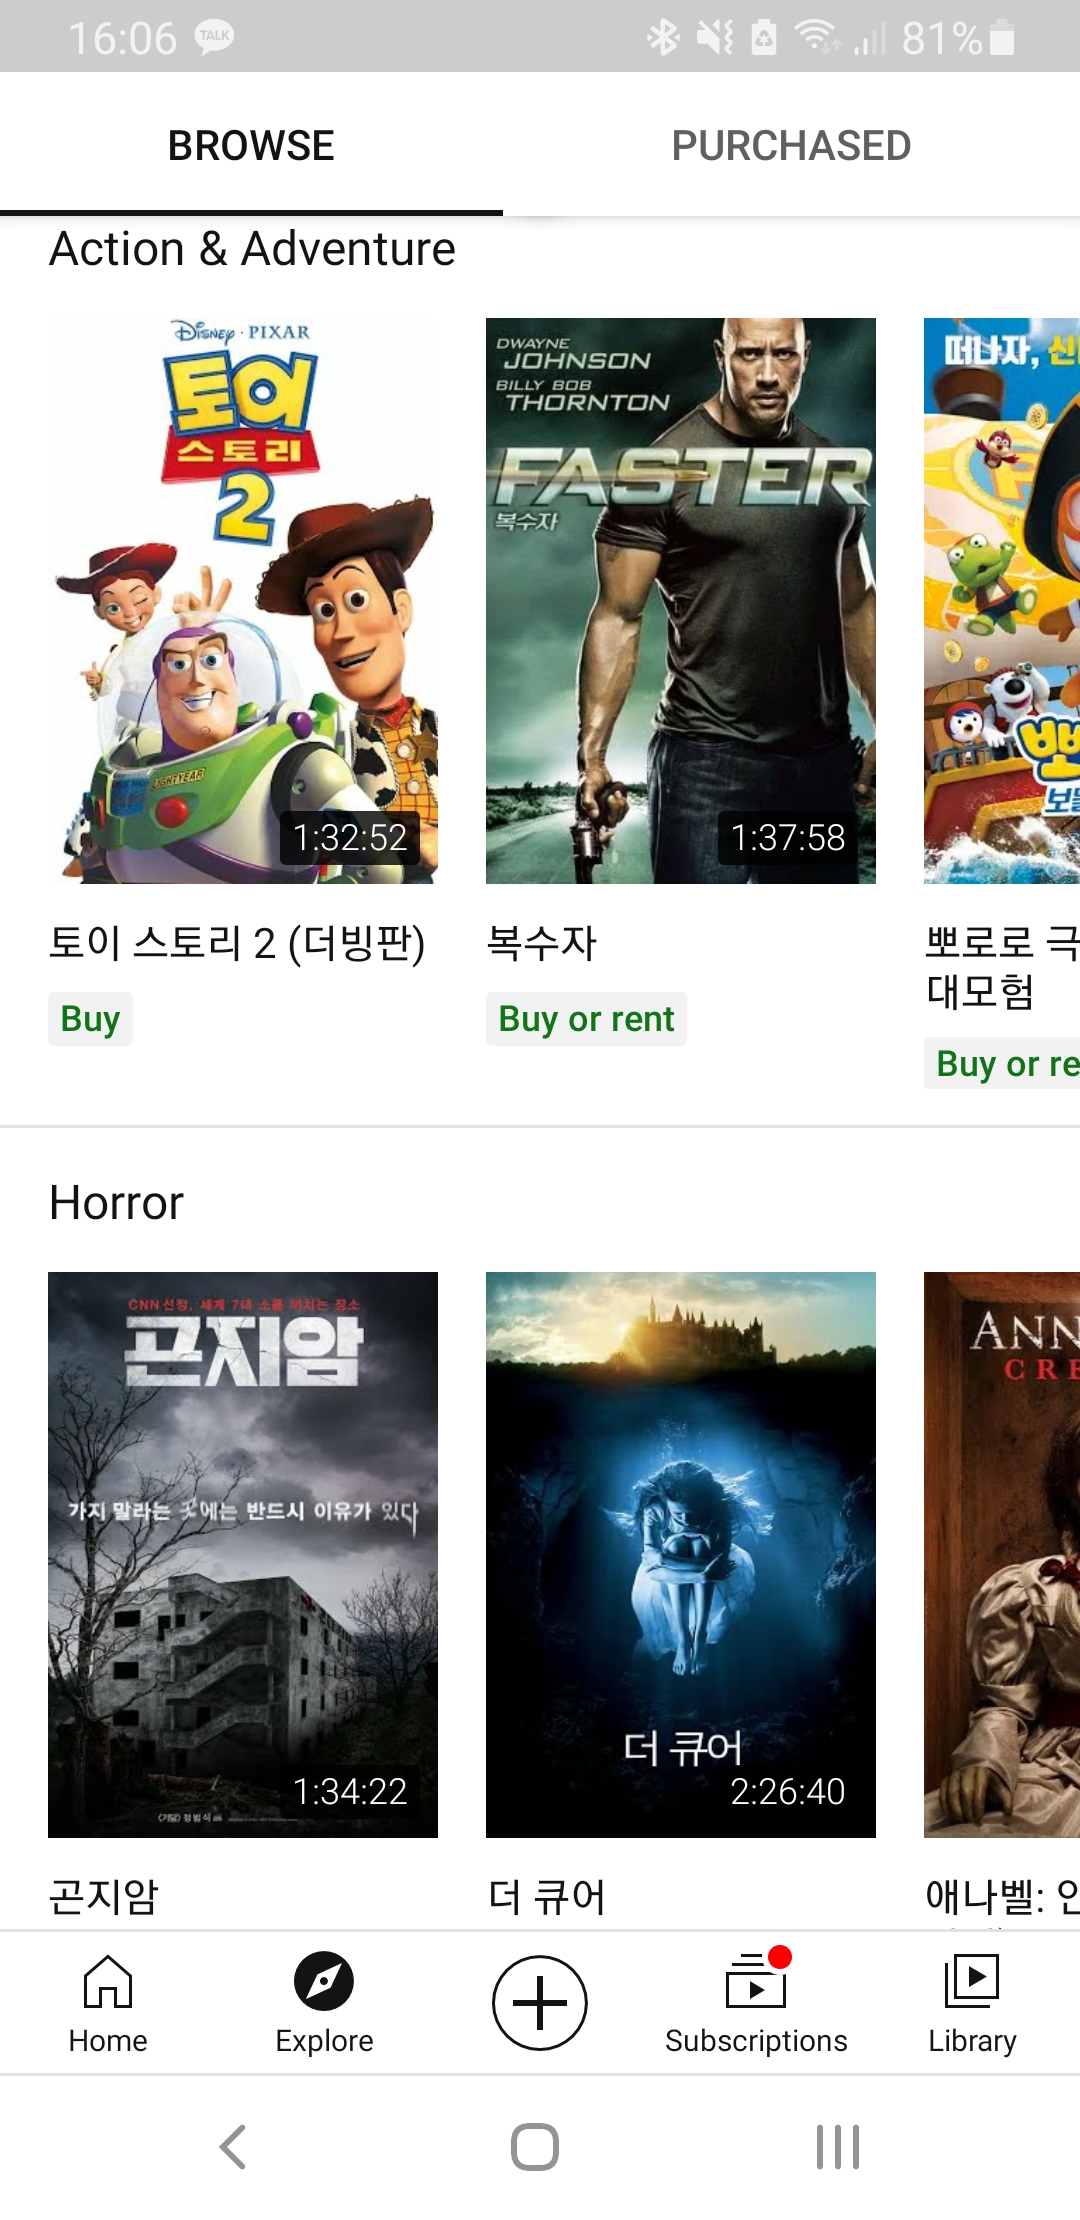 16:06 TALK 81%
BROWSE PURCHASED
Action & Adventure
Disney · PIXAR
토이
스토리
2
LIGHTYEAR
1:32:52
DWAYNE
JOHNSON
BILLY BOB
THORNTON
FASTER
복수자
1:37:58
떠나자,
토이 스토리 2 (더빙판)
Buy
복수자
Buy or rent
뽀로로 극
대모험
Buy or re
Horror
CNN 선정, 세계 7대 소름 끼치는 장소
곤지암
가지 말라는 곳에는 반드시 이유가 있다
<기담> 정범식
1:34:22
더 큐어
2:26:40
ANN
CRE
곤지암
더 큐어
애나벨: 인
Home
Explore
Subscriptions
Library